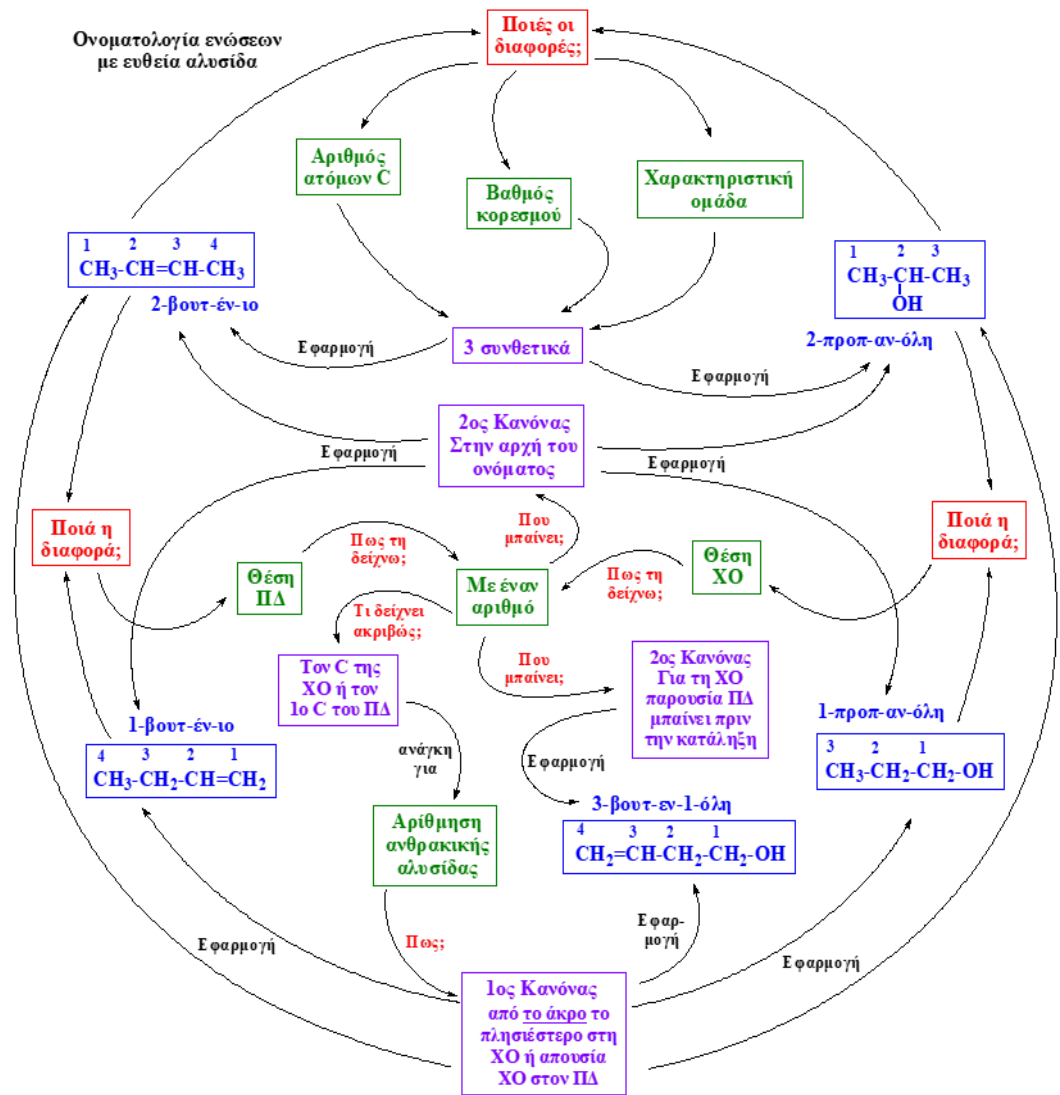 Ονοματολογία ενώσεων
με ευθεία αλυσίδα
Ποιές οι
διαφορές;
Αριθμός
ατόμων C
Βαθμός
κορεσμού
Χαρακτηριστική
ομάδα
1 2 3 4
CH3-CH=CH-CH3
2-βουτ-έν-ιο
1 2 3
CH3-CH-CH3
OH
2-προπ-αν-όλη
Εφαρμογή
3 συνθετικά
Εφαρμογή
2ος Κανόνας
Στην αρχή του
ονόματος
Εφαρμογή
Εφαρμογή
Ποιά η
διαφορά;
Πως τη
δείχνω;
Που
μπαίνει;
Ποιά η
διαφορά;
Θέση
ΠΔ
Με έναν
αριθμό
Πως τη
δείχνω;
Θέση
ΧΟ
Τι δείχνει
ακριβώς;
Που
μπαίνει;
Τον C της
ΧΟ ή τον
1ο C του ΠΔ
2ος Κανόνας
Για τη ΧΟ
παρουσία ΠΔ
μπαίνει πριν
την κατάληξη
1-βουτ-έν-ιο
4 3 2 1
CH3-CH2-CH=CH2
1-προπ-αν-όλη
3 2 1
CH3-CH2-CH2-OH
ανάγκη
για
Εφαρμογή
3-βουτ-εν-1-όλη
4 3 2 1
CH2=CH-CH2-CH2-OH
Αρίθμηση
ανθρακικής
αλυσίδας
Εφαρμογή
Πως;
Εφαρ-
μογή
Εφαρμογή
1ος Κανόνας
από το άκρο το
πλησιέστερο στη
ΧΟ ή απουσία
ΧΟ στον ΠΔ